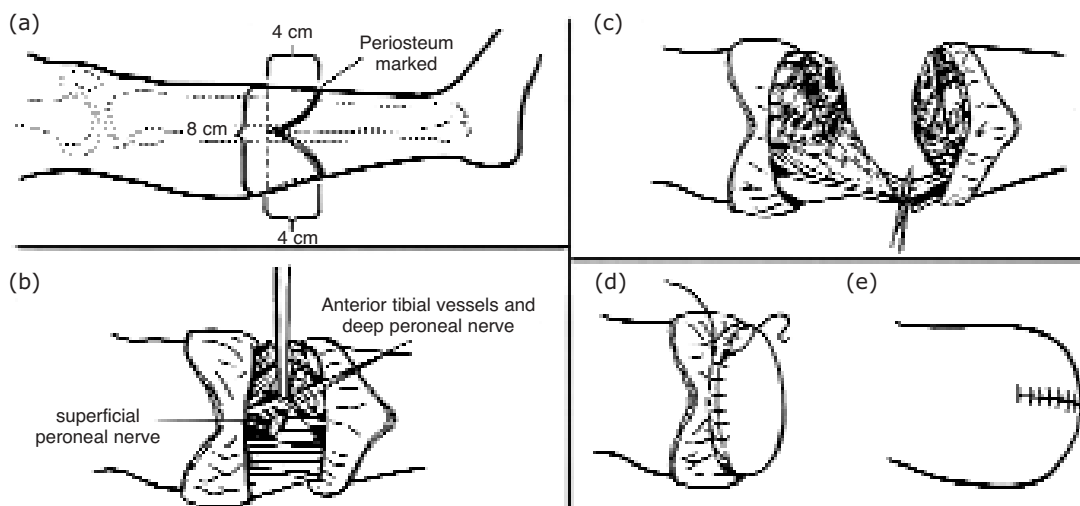 (a)
4 cm
Periosteum
marked
8 cm
4 cm
(b)
Anterior tibial vessels and
deep peroneal nerve
superficial
peroneal nerve
(c)
(d)
(e)